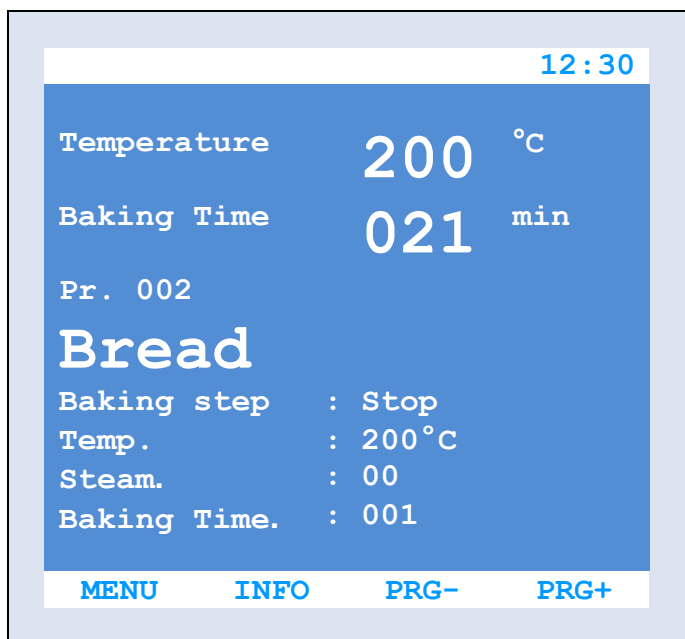 12:30
Temperature 200 °C
Baking Time 021 min
Pr. 002
Bread
Baking step : Stop
Temp. : 200°C
Steam. : 00
Baking Time. : 001
MENU INFO PRG- PRG+